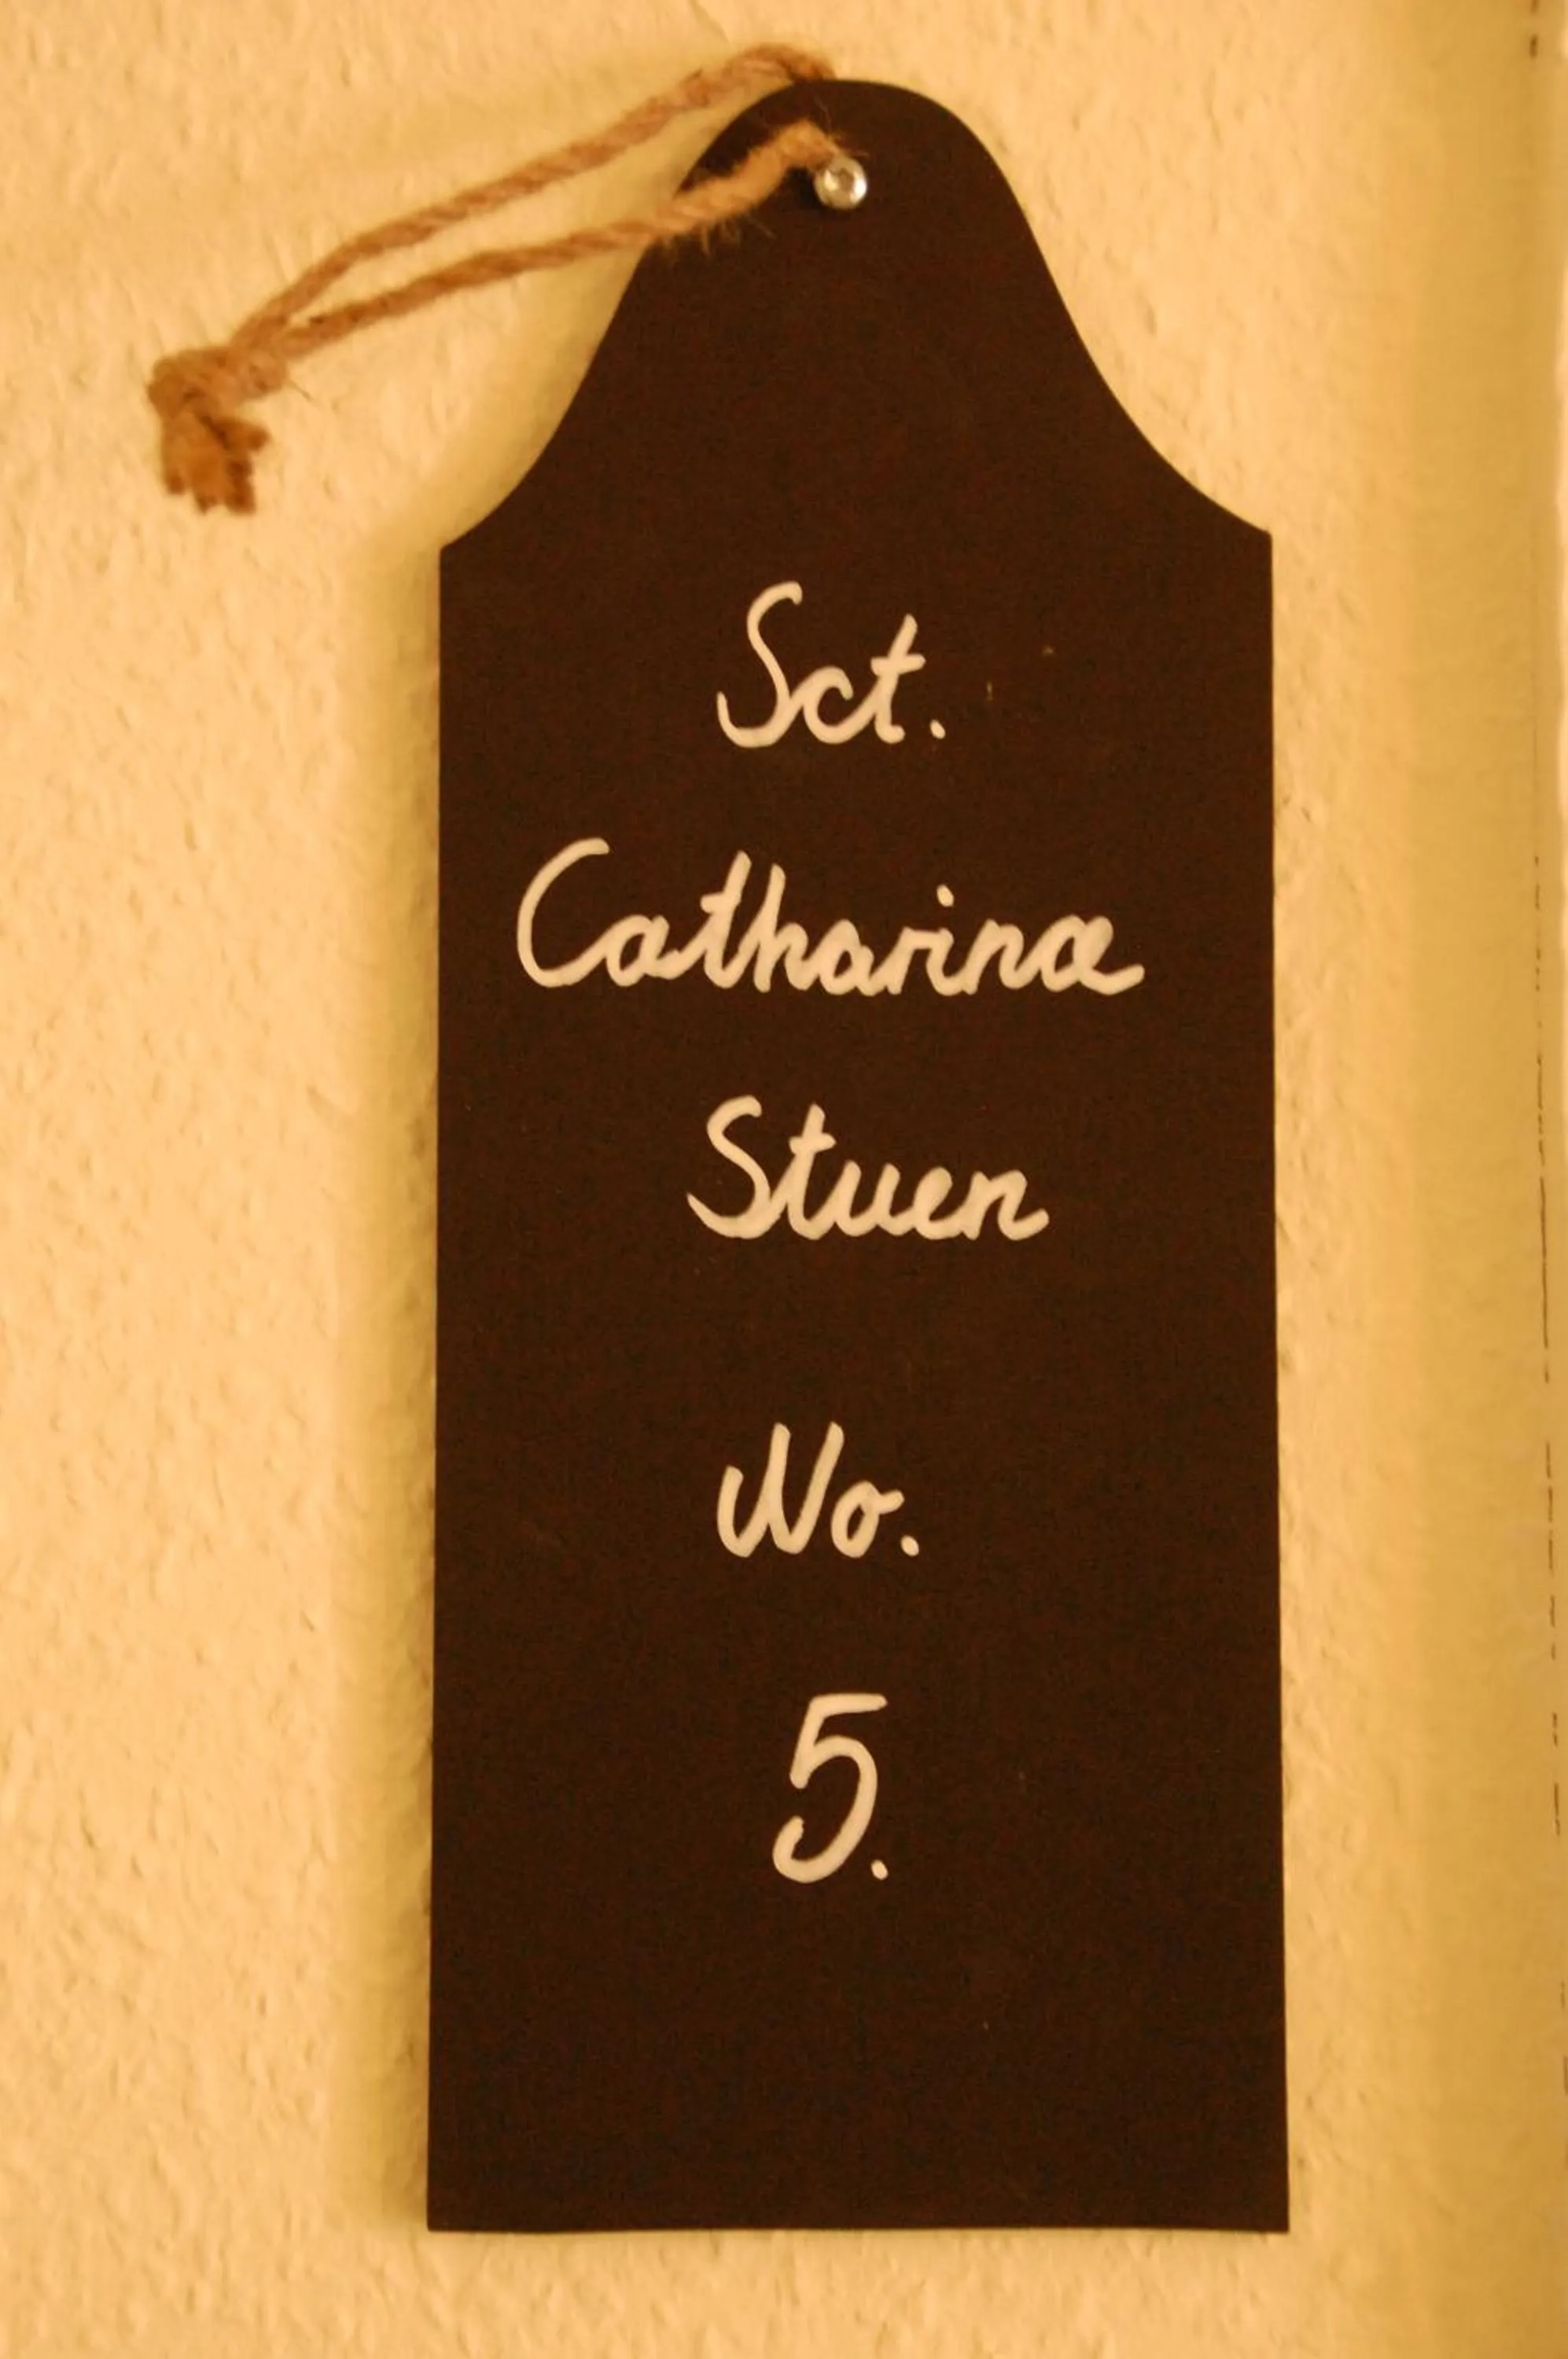 Sct.
Catharina
Stuen
No.
5.